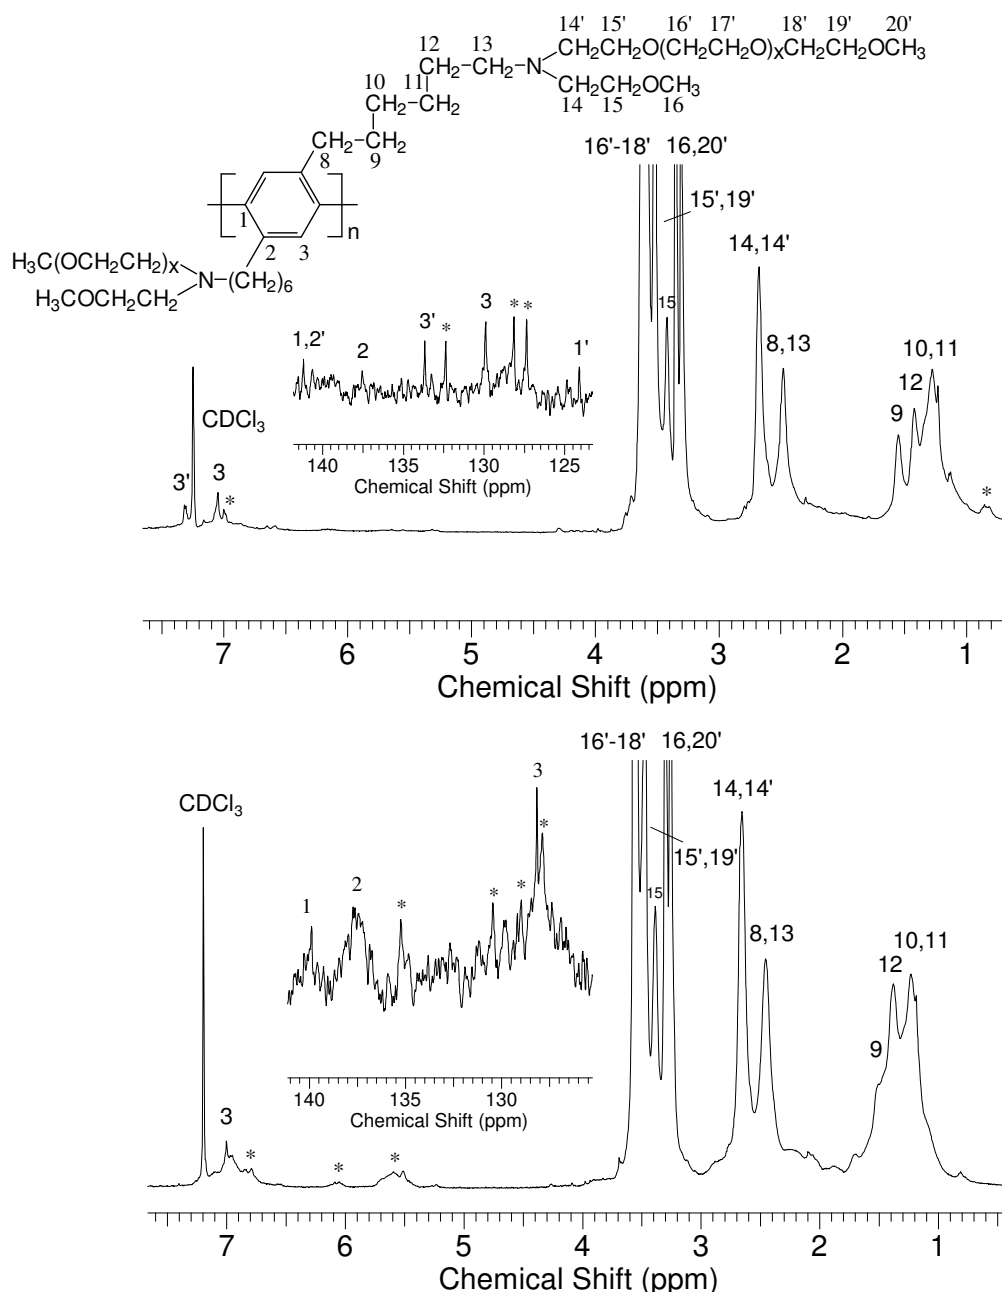 14' 15' 16' 17' 18' 19' 20'
12 13 CH2CH2O(CH2CH2O)xCH2CH2OCH3
CH2-CH2-N
10 11 CH2CH2OCH3
CH2-CH2 14 15 16
CH2-CH2
8 9
1 n
2 3
H3C(OCH2CH2)x
N-(CH2)6
H3COCH2CH2
16'-18' 16,20'
15',19'
14,14'
15
8,13
10,11
12
9
CDCl3
3' 3 * *
1,2' 2 3' * 3 * * 1'
140 135 130 125
Chemical Shift (ppm)
7 6 5 4 3 2 1
Chemical Shift (ppm)
16'-18' 16,20'
14,14'
CDCl3
15',19'
15
8,13
10,11
12
9
3 * * *
1 2 * * * 3 *
140 135 130
Chemical Shift (ppm)
7 6 5 4 3 2 1
Chemical Shift (ppm)